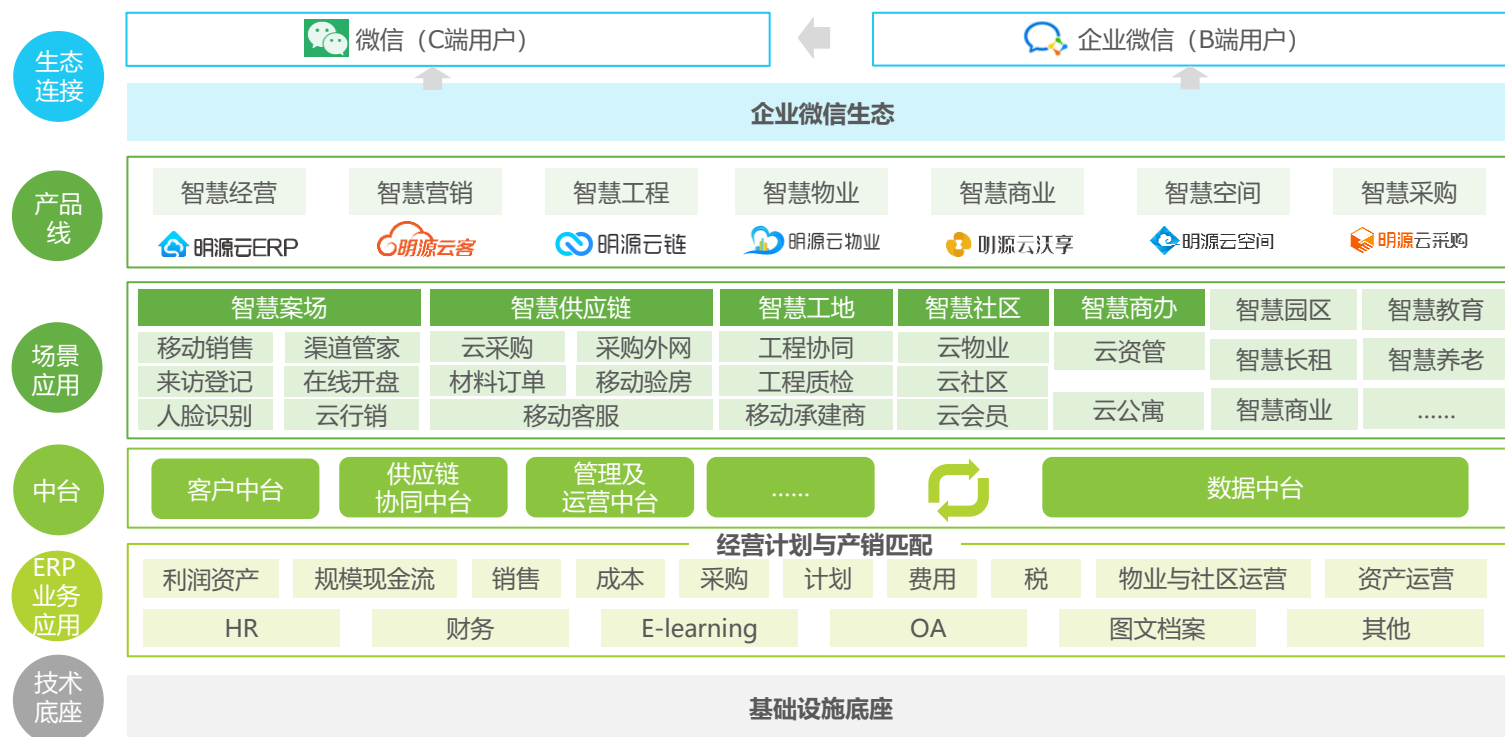 生态
连接
微信（C端用户）
企业微信（B端用户）
企业微信生态
产品
线
智慧经营
智慧营销
智慧工程
智慧物业
智慧商业
智慧空间
智慧采购
明源云ERP
明源云客
明源云链
明源云物业
明源云沃享
明源云空间
明源云采购
场景
应用
智慧案场
智慧供应链
智慧工地
智慧社区
智慧商办
智慧园区
智慧教育
移动销售
渠道管家
云采购
采购外网
工程协同
云物业
云资管
智慧长租
智慧养老
来访登记
在线开盘
材料订单
移动验房
工程质检
云社区
人脸识别
云行销
移动客服
移动承建商
云会员
云公寓
智慧商业
......
中台
客户中台
供应链
协同中台
管理及
运营中台
......
数据中台
ERP
业务
应用
经营计划与产销匹配
利润资产
规模现金流
销售
成本
采购
计划
费用
税
物业与社区运营
资产运营
HR
财务
E-learning
OA
图文档案
其他
技术
底座
基础设施底座